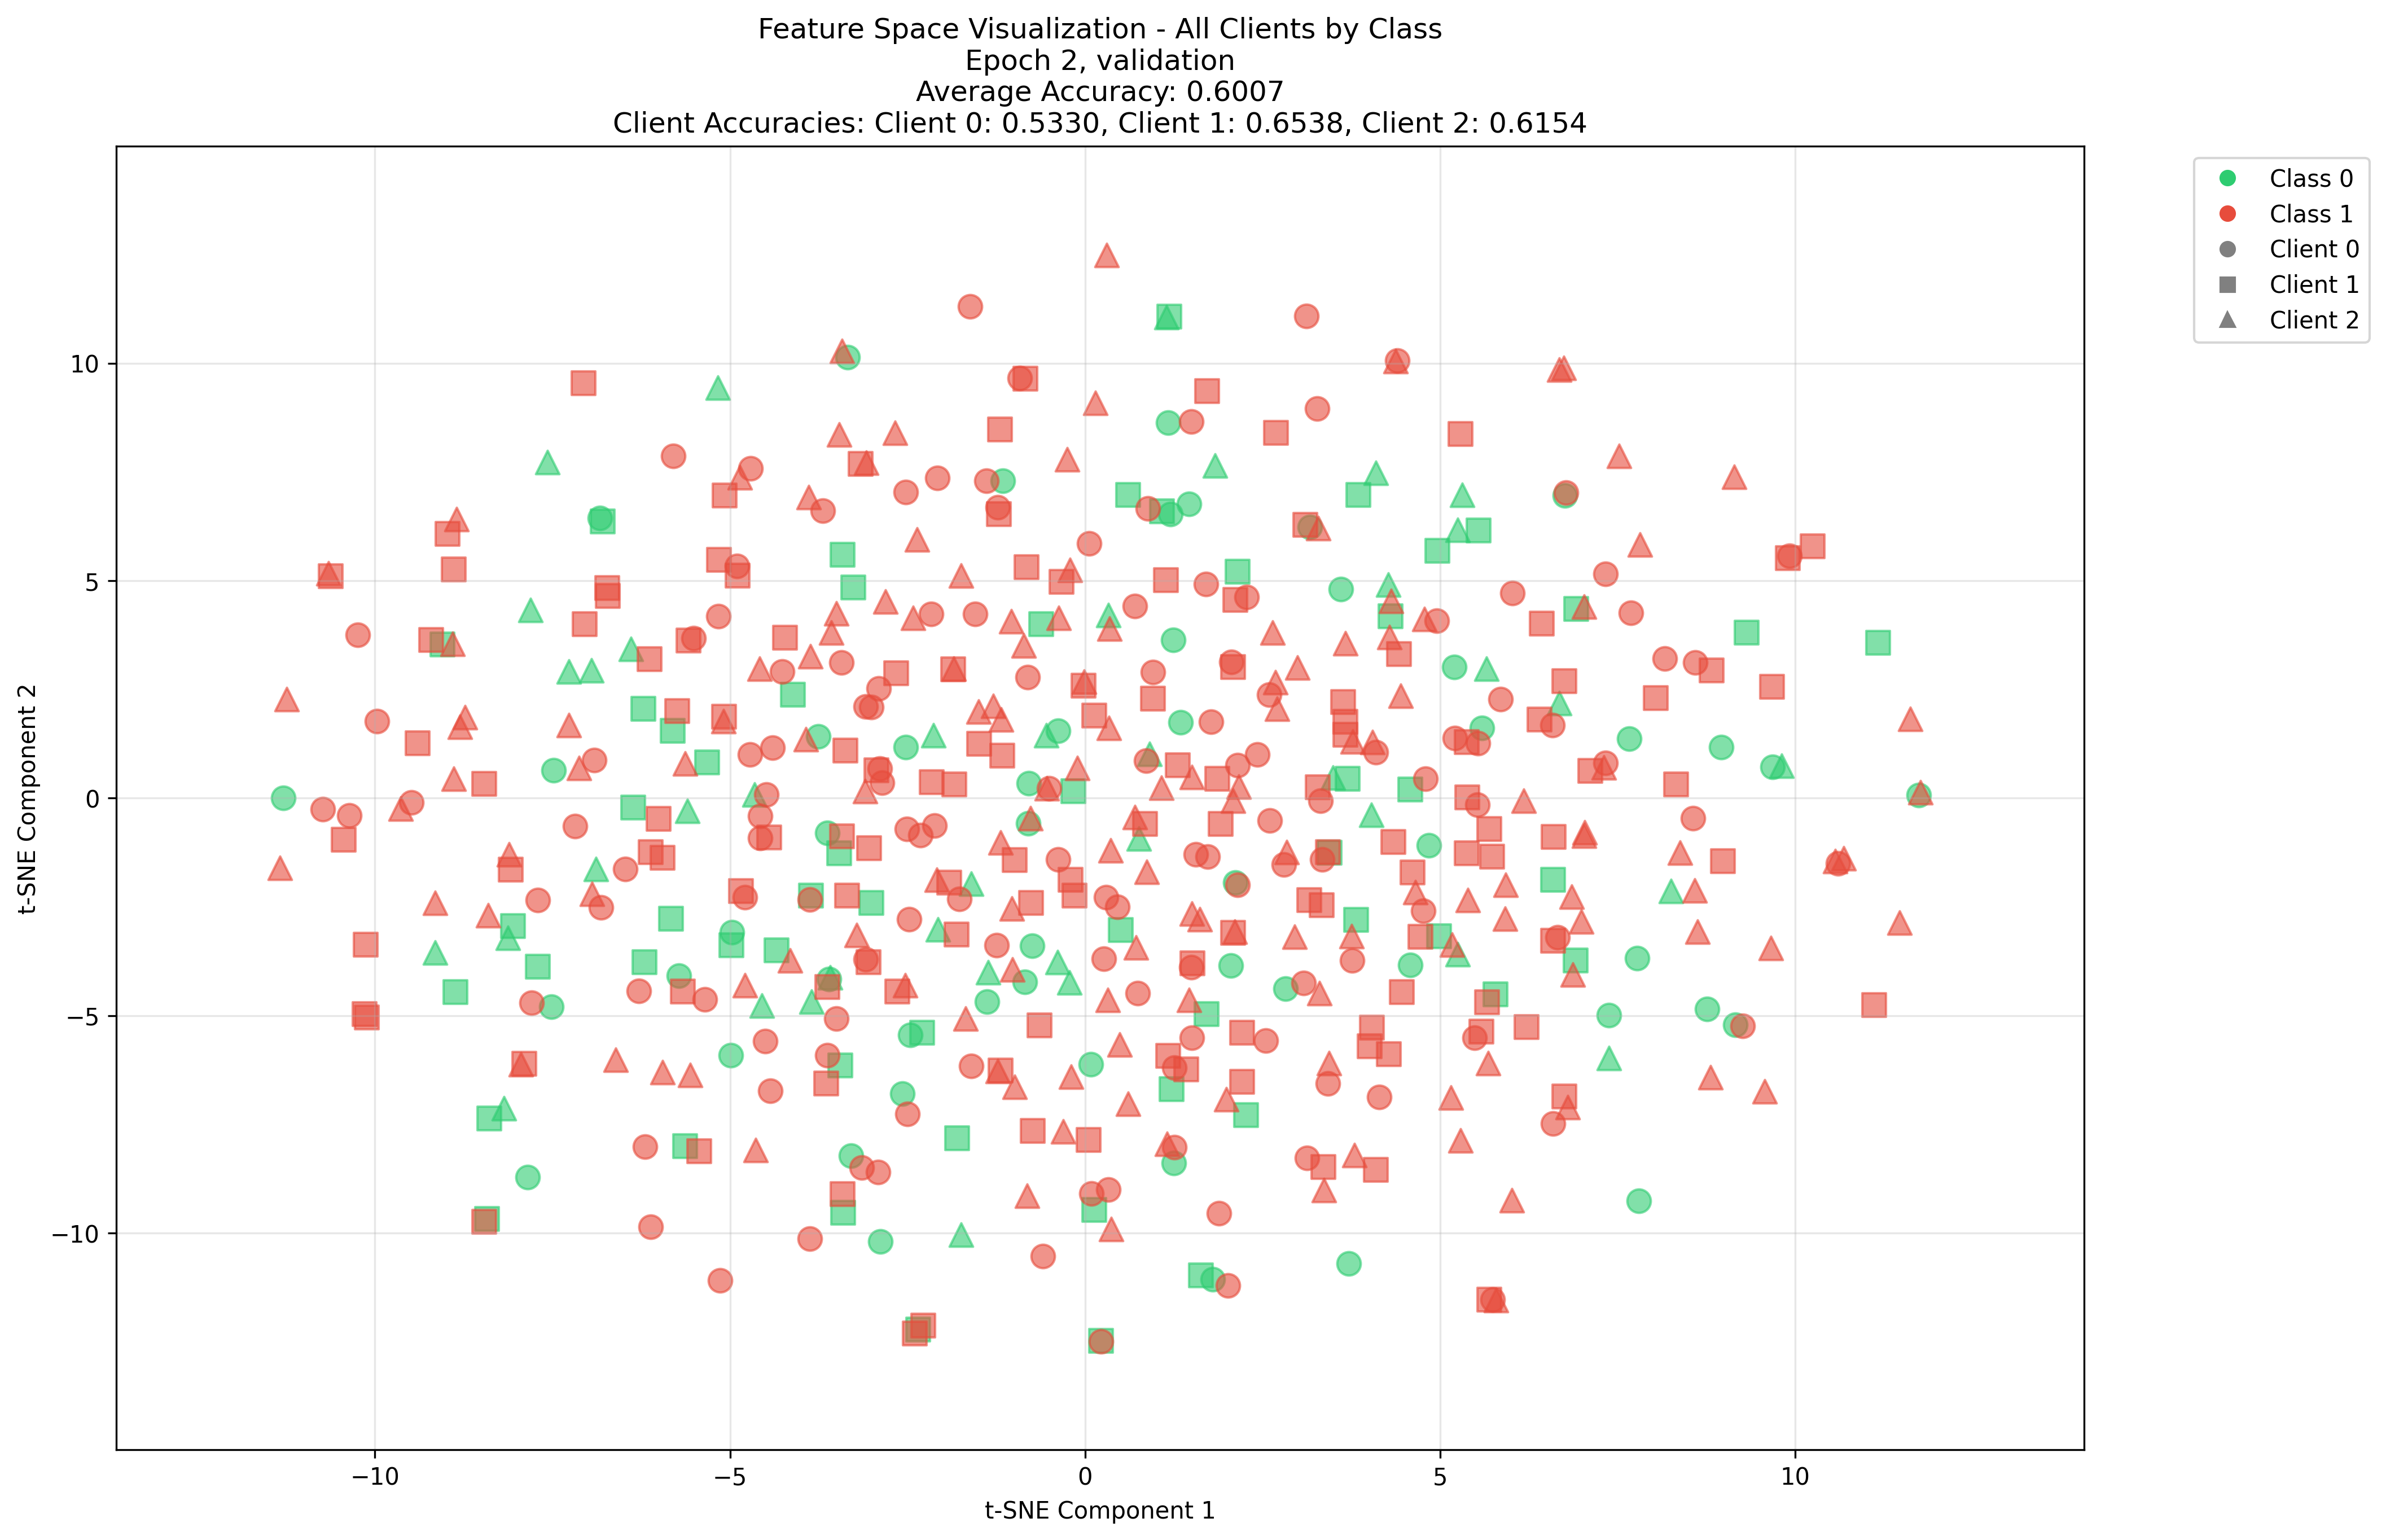 Feature Space Visualization - All Clients by Class
Epoch 2, validation
Average Accuracy: 0.6007
Client Accuracies: Client 0: 0.5330, Client 1: 0.6538, Client 2: 0.6154
Class 0
Class 1
Client 0
Client 1
Client 2
10
5
0
−5
−10
t-SNE Component 2
−10
−5
0
5
10
t-SNE Component 1